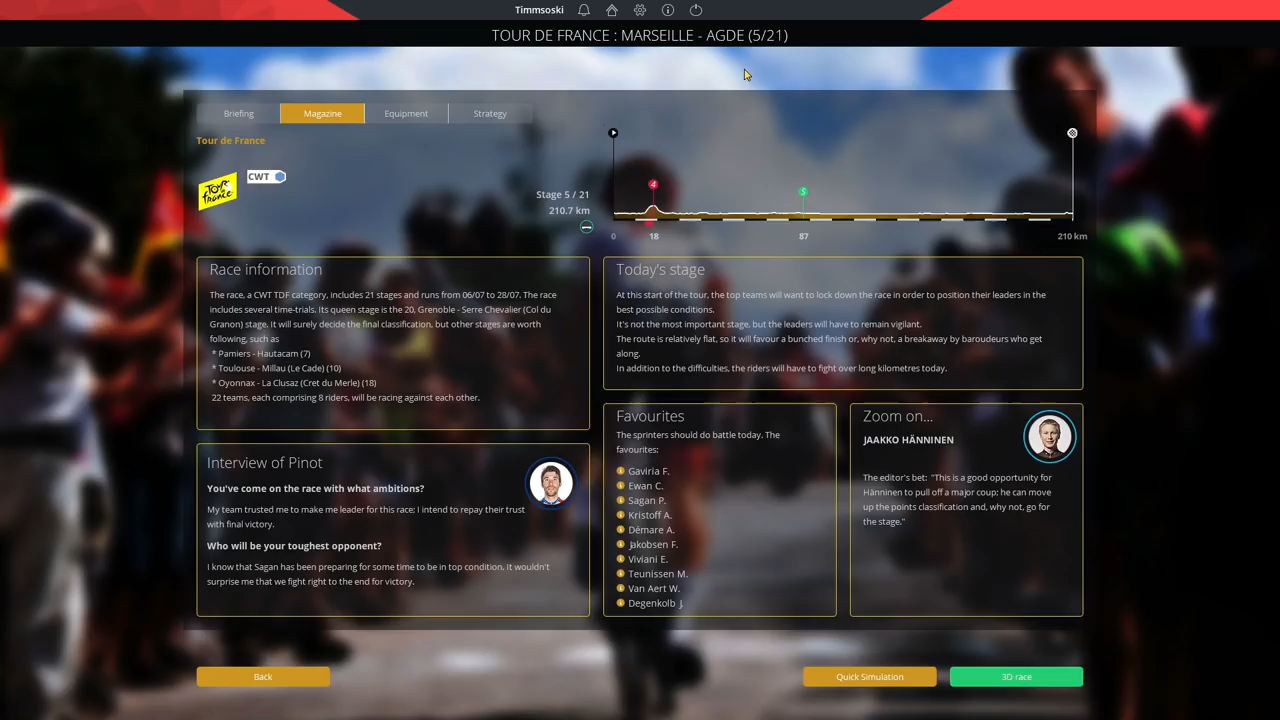 Timmsoski
TOUR DE FRANCE : MARSEILLE - AGDE (5/21)
Briefing
Magazine
Equipment
Strategy
Tour de France
TOUR de france
CWT
Stage 5 / 21
210.7 km
4
S
0
18
87
210 km
Race information
The race, a CWT TDF category, includes 21 stages and runs from 06/07 to 28/07. The race
includes several time-trials. Its queen stage is the 20, Grenoble - Serre Chevalier (Col du
Granon) stage. It will surely decide the final classification, but other stages are worth
following, such as
* Pamiers - Hautacam (7)
* Toulouse - Millau (Le Cade) (10)
* Oyonnax - La Clusaz (Cret du Merle) (18)
22 teams, each comprising 8 riders, will be racing against each other.
Today's stage
At this start of the tour, the top teams will want to lock down the race in order to position their leaders in the
best possible conditions.
It's not the most important stage, but the leaders will have to remain vigilant.
The route is relatively flat, so it will favour a bunched finish or, why not, a breakaway by baroudeurs who get
along.
In addition to the difficulties, the riders will have to fight over long kilometres today.
Interview of Pinot
You've come on the race with what ambitions?
My team trusted me to make me leader for this race; I intend to repay their trust
with final victory.
Who will be your toughest opponent?
I know that Sagan has been preparing for some time to be in top condition. It wouldn't
surprise me that we fight right to the end for victory.
Favourites
The sprinters should do battle today. The
favourites:
Gaviria F.
Ewan C.
Sagan P.
Kristoff A.
Démare A.
Jakobsen F.
Viviani E.
Teunissen M.
Van Aert W.
Degenkolb J.
Zoom on...
JAAKKO HÄNNINEN
The editor's bet:  "This is a good opportunity for
Hänninen to pull off a major coup; he can move
up the points classification and, why not, go for
the stage."
Back
Quick Simulation
3D race